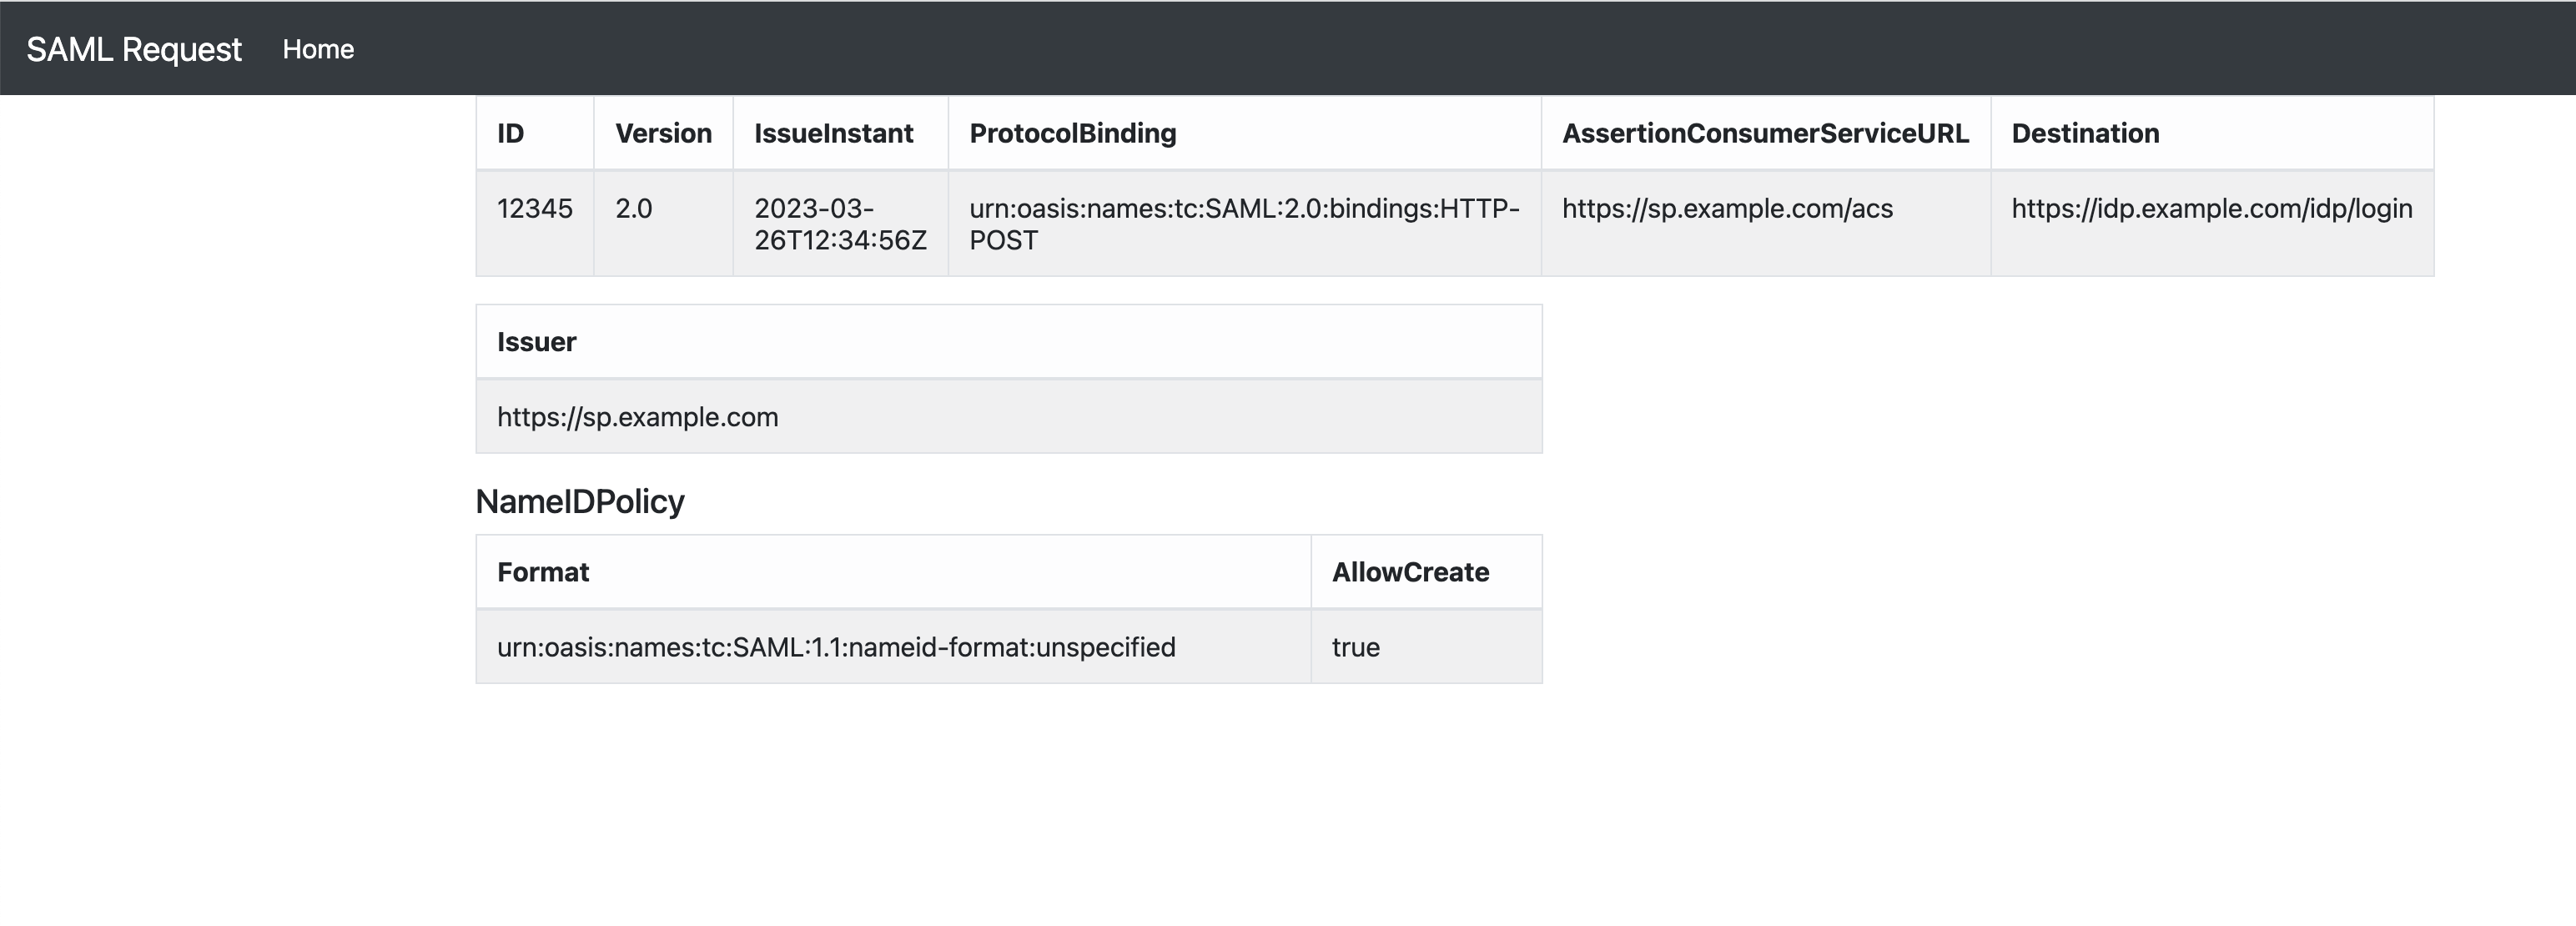 SAML Request Home
ID Version IssueInstant ProtocolBinding AssertionConsumerServiceURL Destination
12345 2.0 2023-03- urn:oasis:names:tc:SAML:2.0:bindings:HTTP- https://sp.example.com/acs https://idp.example.com/idp/login
26T12:34:56Z POST
Issuer
https://sp.example.com
NameIDPolicy
Format AllowCreate
urn:oasis:names:tc:SAML:1.1:nameid-format:unspecified true